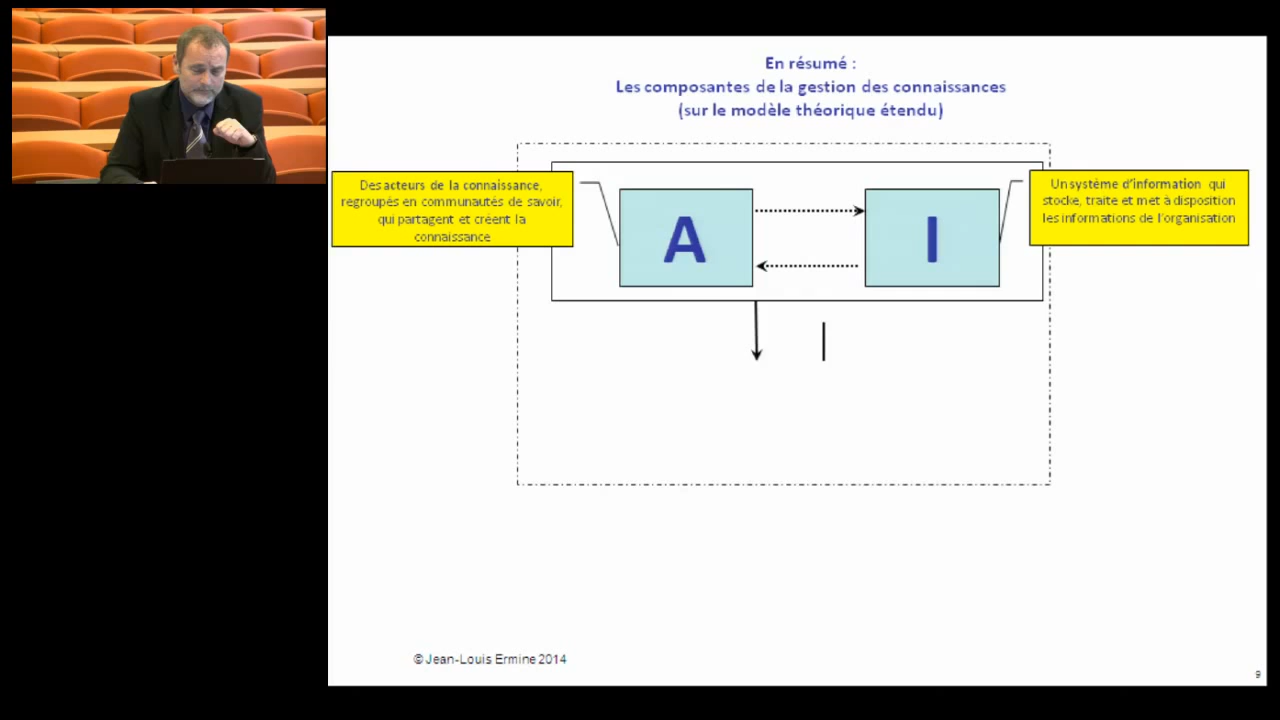 En résumé :
Les composantes de la gestion des connaissances
(sur le modèle théorique étendu)
Des acteurs de la connaissance,
regroupés en communautés de savoir,
qui partagent et créent la
connaissance
A
I
Un système d'information qui
stocke, traite et met à disposition
les informations de l'organisation
© Jean-Louis Ermine 2014
9